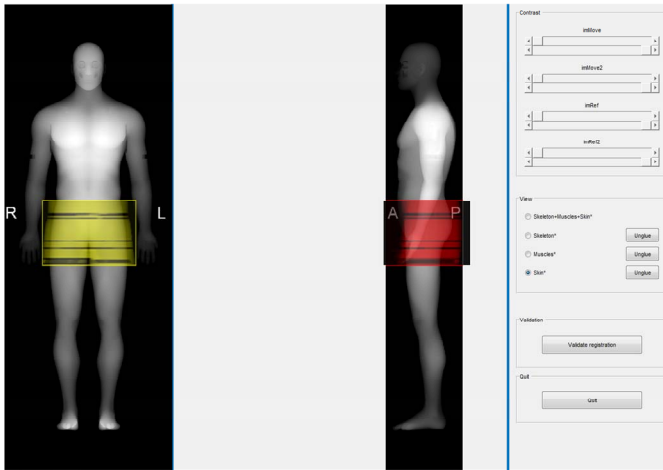 R
L
A
P
Contrast
imMove
imMove2
imRef
imRef2
View
Skeleton+Muscles+Skin*
Skeleton*
Unglue
Muscles*
Unglue
Skin*
Unglue
Validation
Validate registration
Quit
Quit